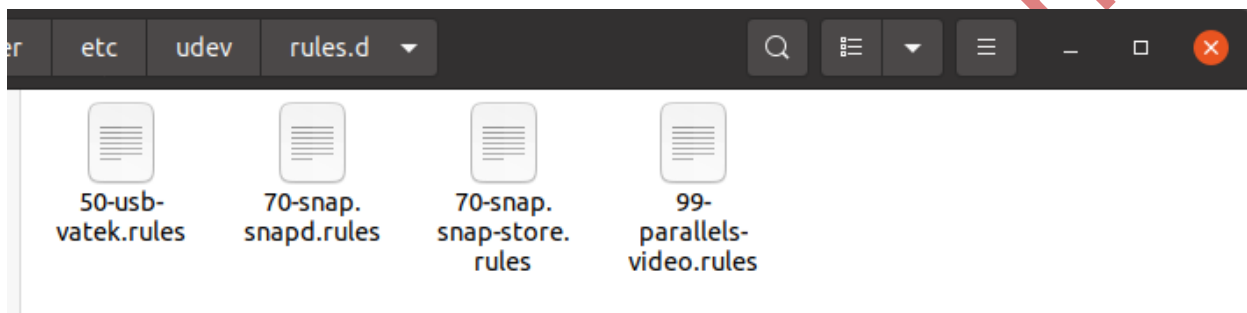 er etc udev rules.d
50-usb-
vatek.rules
70-snap.
snapd.rules
70-snap.
snap-store.
rules
99-
parallels-
video.rules